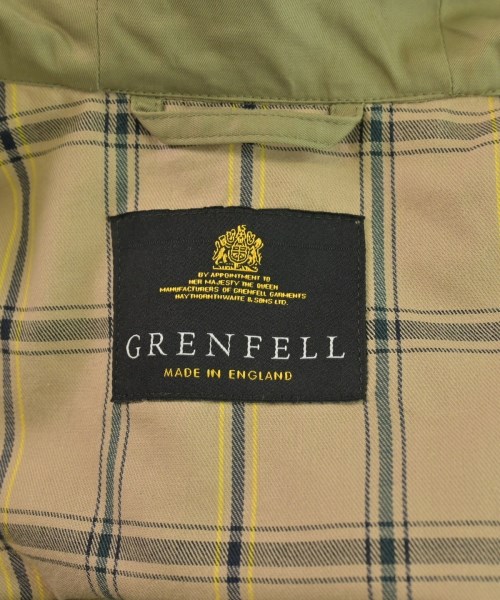 BY APPOINTMENT TO
HER MAJESTY THE QUEEN
MANUFACTURERS OF GRENFELL GARMENTS
HAYTHORNTHWAITE & SONS LTD.
GRENFELL
MADE IN ENGLAND